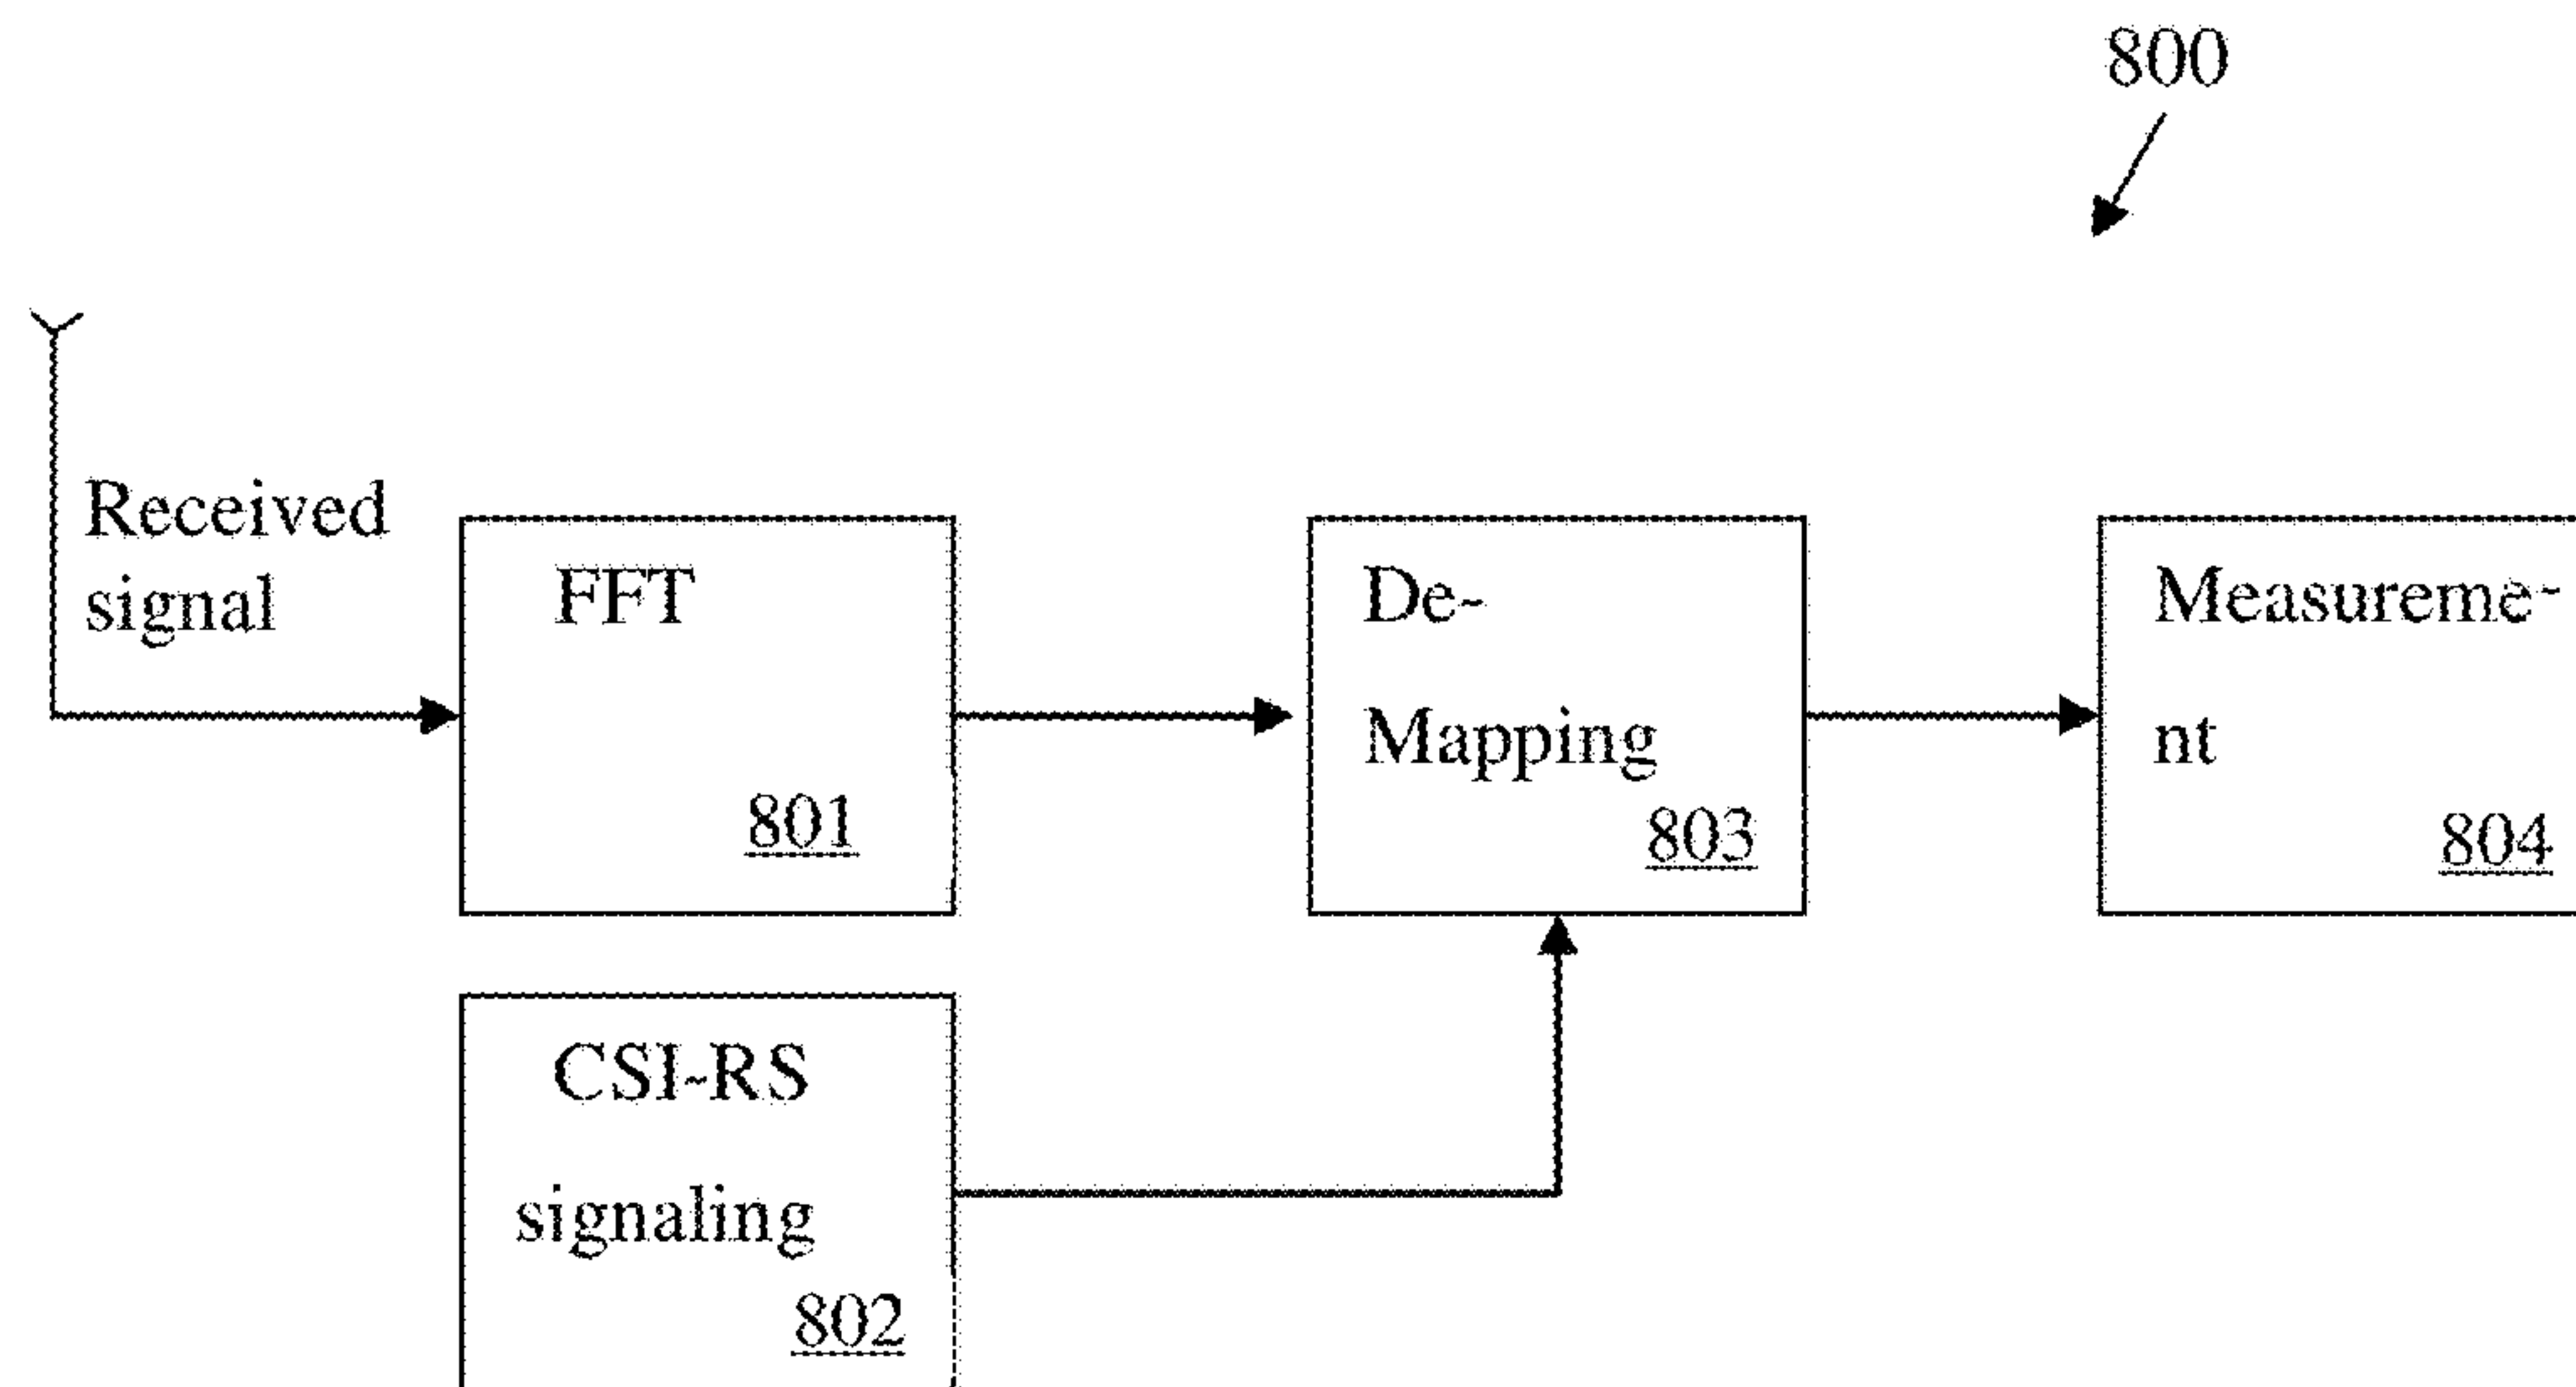 800
Received
signal
FFT
801
De-
Mapping
803
Measureme-
nt
804
CSI-RS
signaling
802